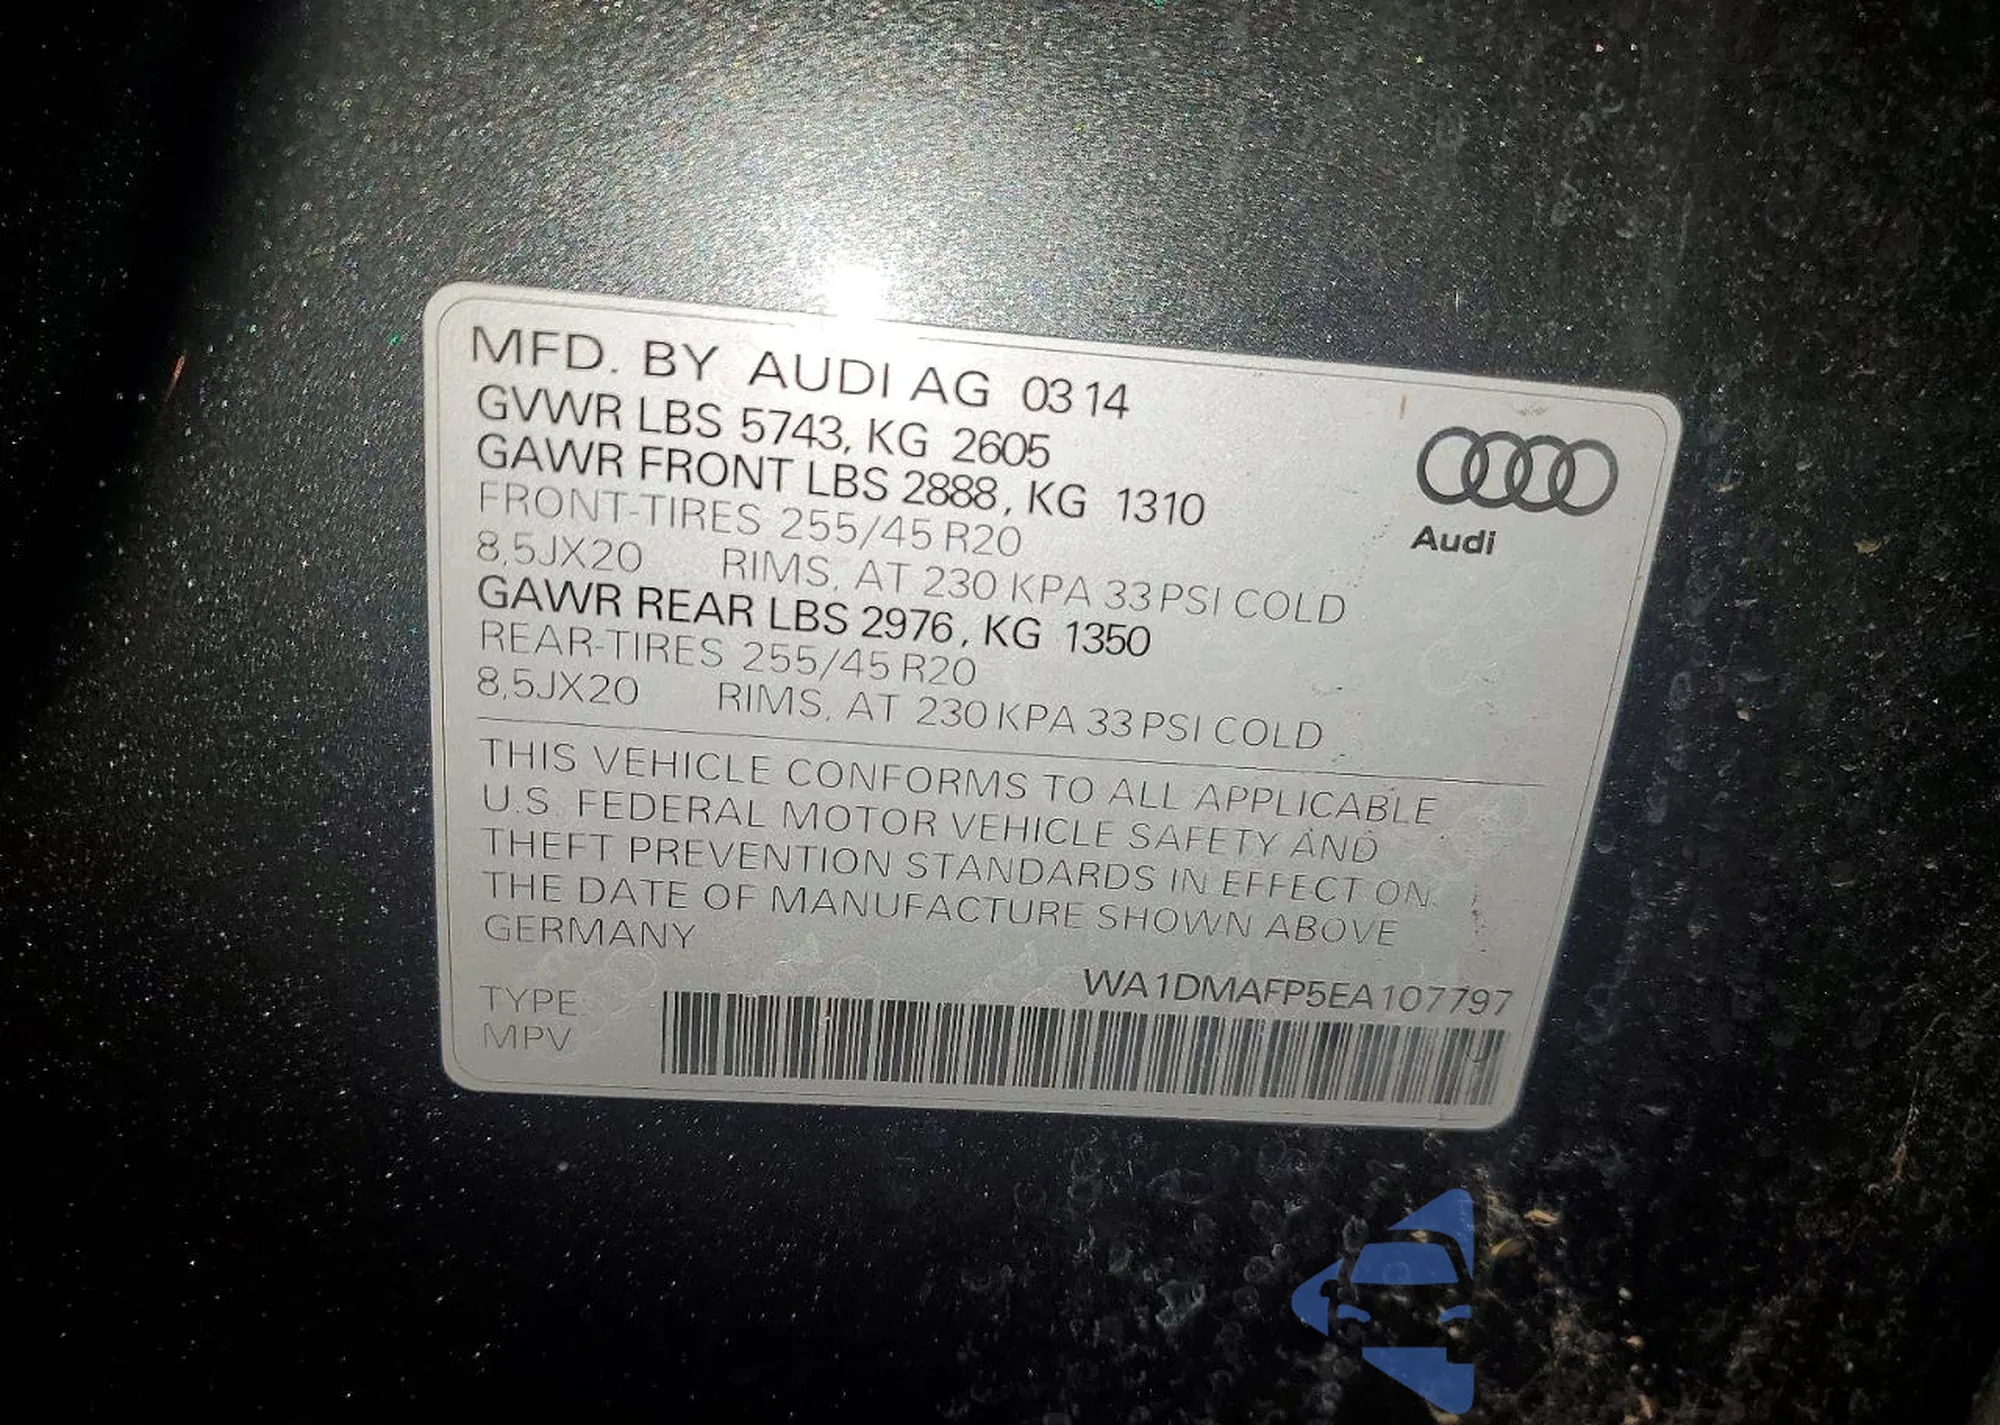 MFD. BY AUDI AG 03 14
GVWR LBS 5743, KG 2605
GAWR FRONT LBS 2888, KG 1310
FRONT-TIRES 255/45 R20
8,5JX20 RIMS, AT 230 KPA 33 PSI COLD
GAWR REAR LBS 2976, KG 1350
REAR-TIRES 255/45 R20
8,5JX20 RIMS, AT 230 KPA 33 PSI COLD
Audi
THIS VEHICLE CONFORMS TO ALL APPLICABLE
U.S. FEDERAL MOTOR VEHICLE SAFETY AND
THEFT PREVENTION STANDARDS IN EFFECT ON
THE DATE OF MANUFACTURE SHOWN ABOVE
GERMANY
WA1DMAFP5EA107797
TYPE
MPV